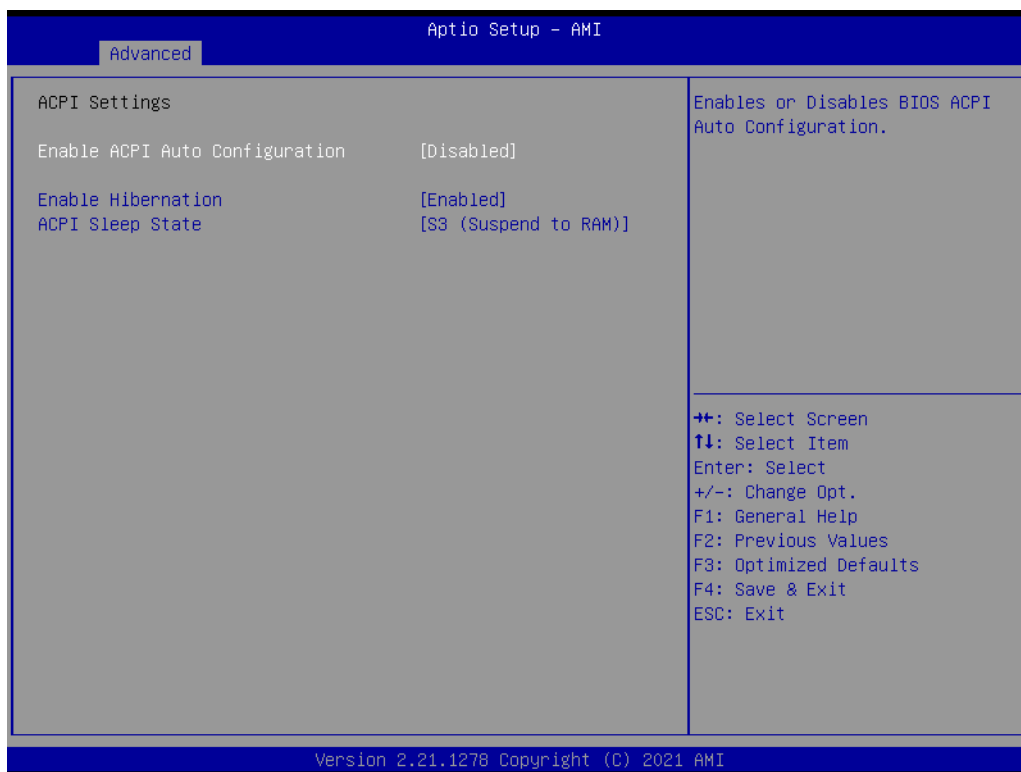 Aptio Setup – AMI
Advanced
ACPI Settings
Enable ACPI Auto Configuration [Disabled]
Enable Hibernation [Enabled]
ACPI Sleep State [S3 (Suspend to RAM)]
Enables or Disables BIOS ACPI
Auto Configuration.
→←: Select Screen
↑↓: Select Item
Enter: Select
+/-: Change Opt.
F1: General Help
F2: Previous Values
F3: Optimized Defaults
F4: Save & Exit
ESC: Exit
Version 2.21.1278 Copyright (C) 2021 AMI